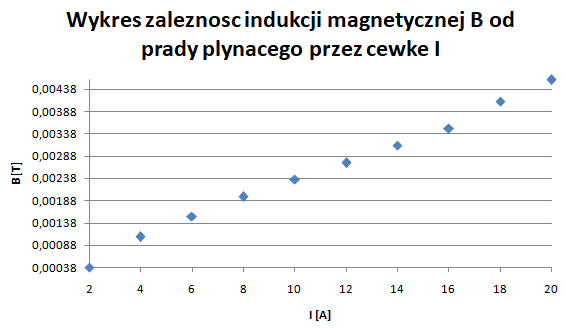 Wykres zaleznosc indukcji magnetycznej B od
prady plynacego przez cewke I
0,00438
0,00388
0,00338
0,00288
0,00238
0,00188
0,00138
0,00088
0,00038
B [T]
2 4 6 8 10 12 14 16 18 20
I [A]